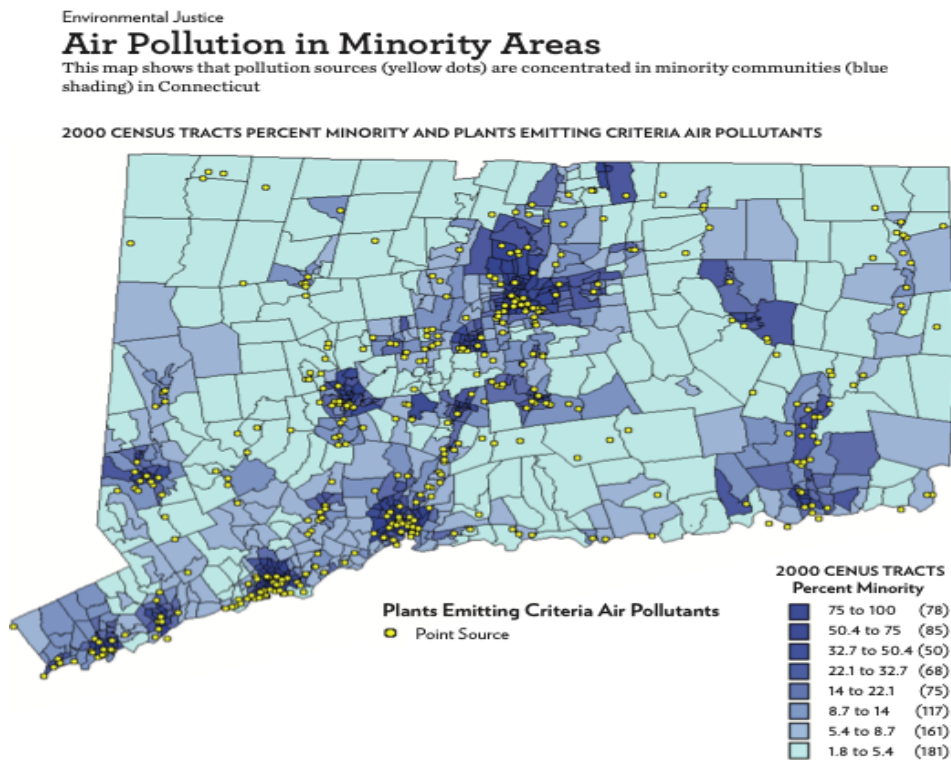 Environmental Justice
Air Pollution in Minority Areas
This map shows that pollution sources (yellow dots) are concentrated in minority communities (blue
shading) in Connecticut
2000 CENSUS TRACTS PERCENT MINORITY AND PLANTS EMITTING CRITERIA AIR POLLUTANTS
Plants Emitting Criteria Air Pollutants
Point Source
2000 CENUS TRACTS
Percent Minority
75 to 100 (78)
50.4 to 75 (85)
32.7 to 50.4 (50)
22.1 to 32.7 (68)
14 to 22.1 (75)
8.7 to 14 (117)
5.4 to 8.7 (161)
1.8 to 5.4 (181)